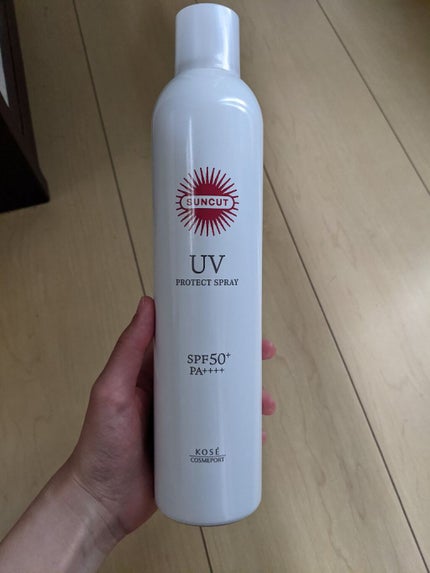 SUNCUT
UV
PROTECT SPRAY
SPF50+
PA++++
KOSÉ
COSMEPORT